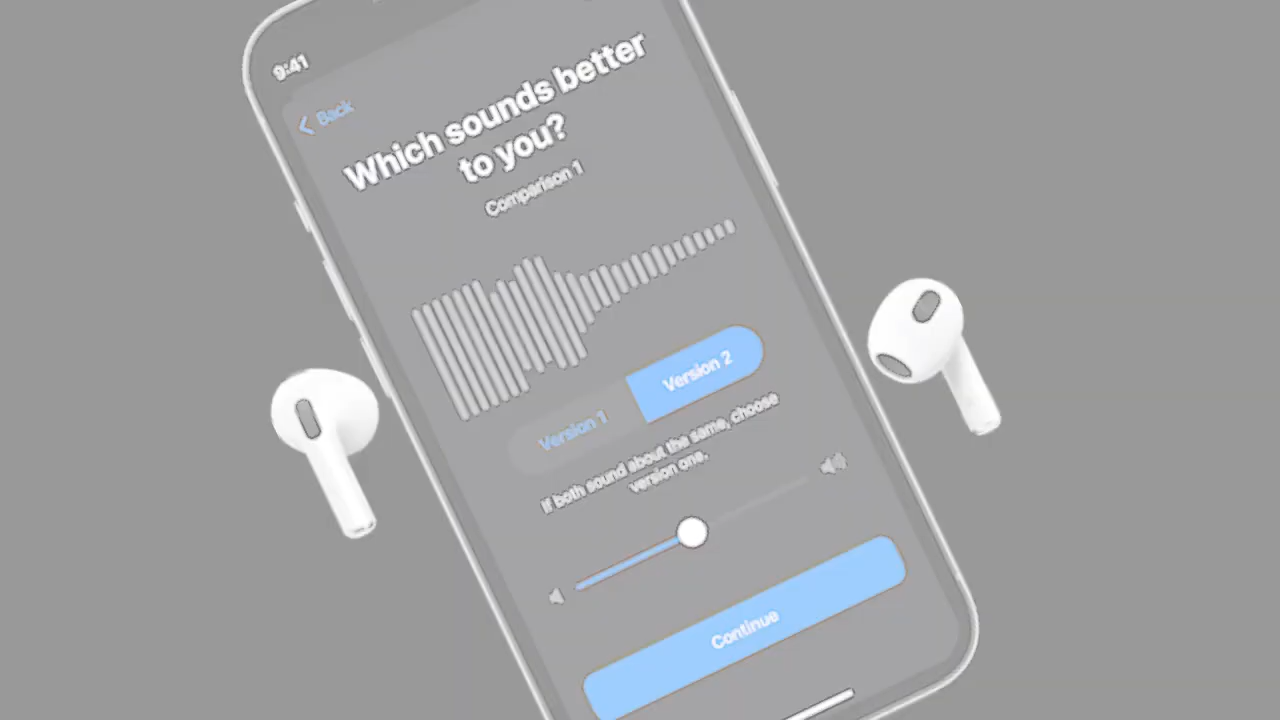 9:41
Back
Which sounds better
to you?
Comparison 1
Version 1
Version 2
If both sound about the same, choose
version one.
Continue